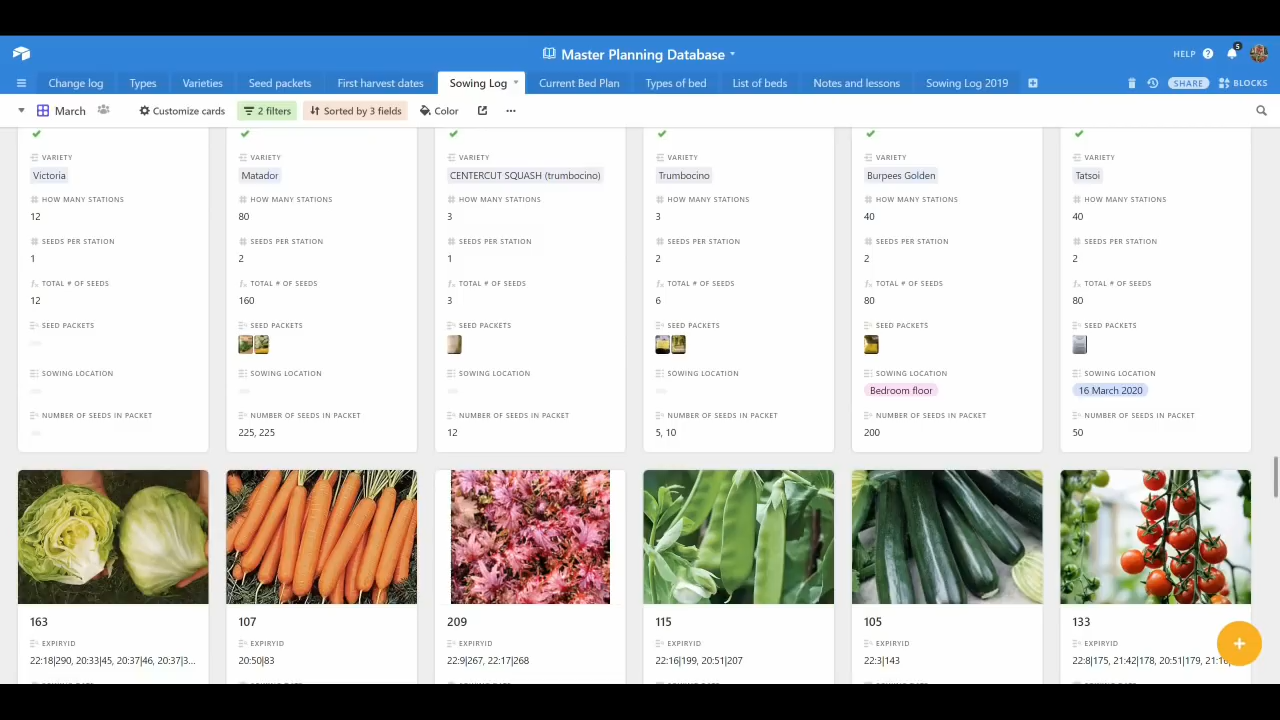 Master Planning Database
HELP
5
Change log
Types
Varieties
Seed packets
First harvest dates
Sowing Log
Current Bed Plan
Types of bed
List of beds
Notes and lessons
Sowing Log 2019
SHARE
BLOCKS
March
Customize cards
2 filters
Sorted by 3 fields
Color
VARIETY VARIETY VARIETY VARIETY VARIETY VARIETY
Victoria Matador CENTERCUT SQUASH (trumbocino) Trumbocino Burpees Golden Tatsoi
HOW MANY STATIONS HOW MANY STATIONS HOW MANY STATIONS HOW MANY STATIONS HOW MANY STATIONS HOW MANY STATIONS
12 80 3 3 40 40
SEEDS PER STATION SEEDS PER STATION SEEDS PER STATION SEEDS PER STATION SEEDS PER STATION SEEDS PER STATION
1 2 1 2 2 2
TOTAL # OF SEEDS TOTAL # OF SEEDS TOTAL # OF SEEDS TOTAL # OF SEEDS TOTAL # OF SEEDS TOTAL # OF SEEDS
12 160 3 6 80 80
SEED PACKETS SEED PACKETS SEED PACKETS SEED PACKETS SEED PACKETS SEED PACKETS
SOWING LOCATION SOWING LOCATION SOWING LOCATION SOWING LOCATION SOWING LOCATION SOWING LOCATION
Bedroom floor 16 March 2020
NUMBER OF SEEDS IN PACKET NUMBER OF SEEDS IN PACKET NUMBER OF SEEDS IN PACKET NUMBER OF SEEDS IN PACKET NUMBER OF SEEDS IN PACKET NUMBER OF SEEDS IN PACKET
225, 225 12 5, 10 200 50
163 107 209 115 105 133
EXPIRYID EXPIRYID EXPIRYID EXPIRYID EXPIRYID EXPIRYID
22:18|290, 20:33|45, 20:37|46, 20:37|3... 20:50|83 22:9|267, 22:17|268 22:16|199, 20:51|207 22:3|143 22:8|175, 21:42|178, 20:51|179,